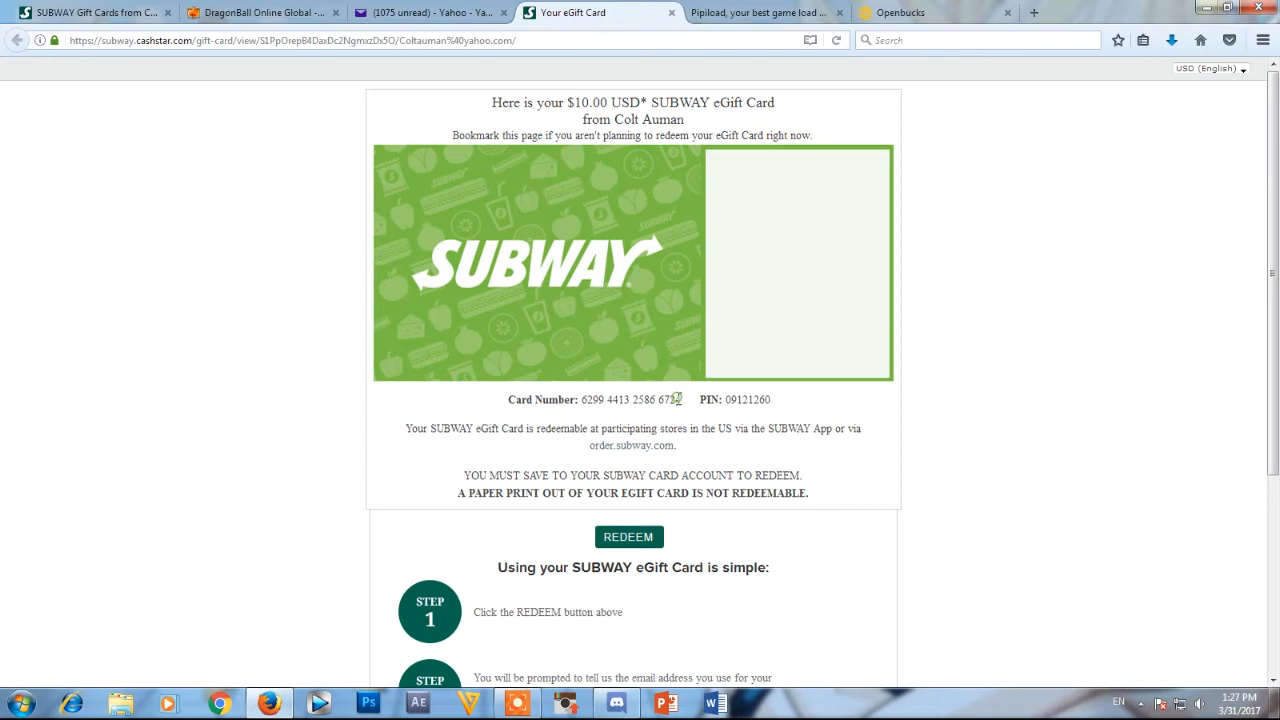 SUBWAY Gift Cards from C...
DragonBall Online Global -...
(1075 unread) - Yahoo - Y...
Your eGift Card
Pipiload, your best game load ...
Openbucks
https://subway.cashstar.com/gift-card/view/S1PpOrepB4DaxDc2NgmxzDx5O/Coltauman%40yahoo.com/
Search
USD (English)
Here is your $10.00 USD* SUBWAY eGift Card
from Colt Auman
Bookmark this page if you aren't planning to redeem your eGift Card right now.
SUBWAY
Card Number: 6299 4413 2586 PIN: 09121260
Your SUBWAY eGift Card is redeemable at participating stores in the US via the SUBWAY App or via
order.subway.com.
YOU MUST SAVE TO YOUR SUBWAY CARD ACCOUNT TO REDEEM.
A PAPER PRINT OUT OF YOUR EGIFT CARD IS NOT REDEEMABLE.
REDEEM
Using your SUBWAY eGift Card is simple:
STEP
1
Click the REDEEM button above
STEP
You will be prompted to tell us the email address you use for your
Ps
Ae
EN
1:27 PM
3/31/2017